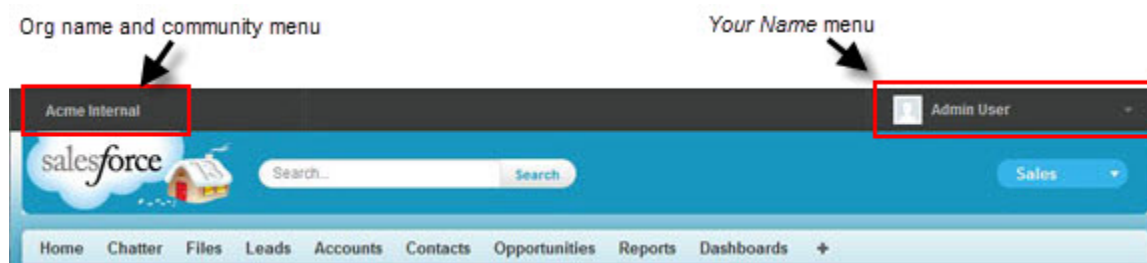 Org name and community menu
Your Name menu
Acme Internal
Admin User
salesforce
Search...
Search
Sales
Home Chatter Files Leads Accounts Contacts Opportunities Reports Dashboards +